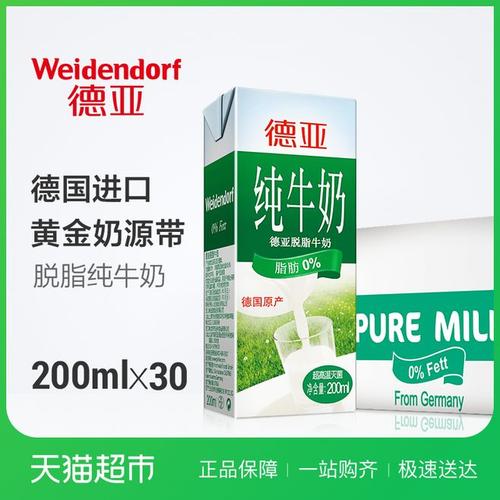 Weidendorf
德亚
德国进口
黄金奶源带
脱脂纯牛奶
200ml×30
德亚
纯牛奶
德亚脱脂牛奶
脂肪 0%
德国原产
超高温灭菌
净含量:200ml
Weidendorf
0% Fett
200ml
PURE MIL
0% Fett
From Germany
天猫超市
正品保障
一站购齐
极速送达